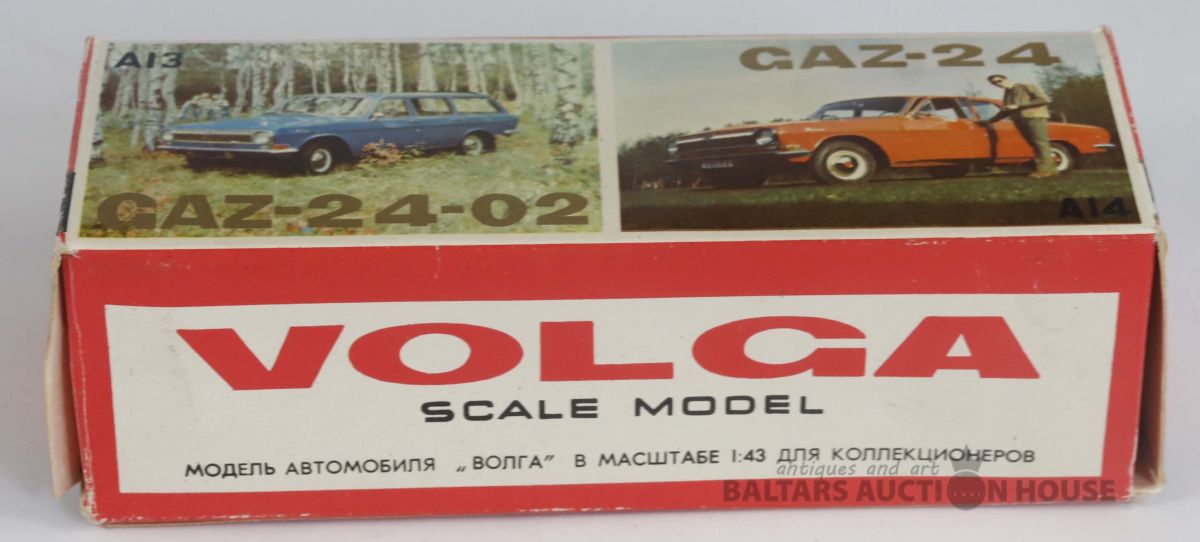 A13
GAZ-24-02
GAZ-24
A14
VOLGA
SCALE MODEL
МОДЕЛЬ АВТОМОБИЛЯ „ВОЛГА" В МАСШТАБЕ 1:43 ДЛЯ КОЛЛЕКЦИОНЕРОВ
antiques and art
BALTARS AUCTION HOUSE